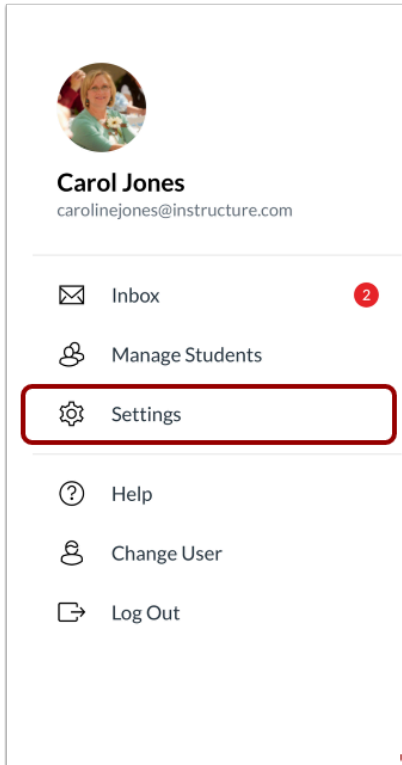 Carol Jones
carolinejones@instructure.com
Inbox 2
Manage Students
Settings
Help
Change User
Log Out